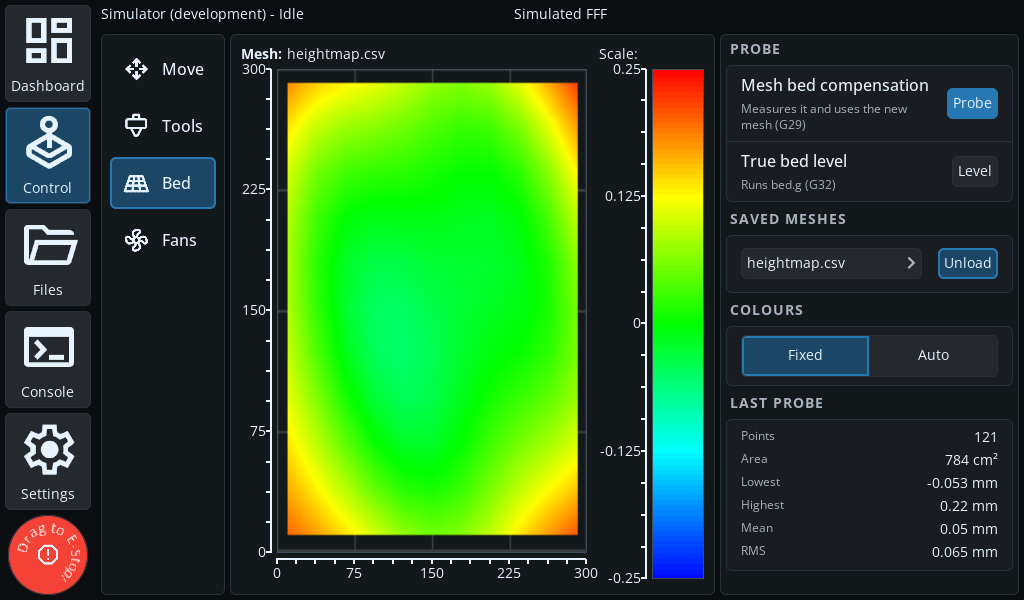 Simulator (development) - Idle
Simulated FFF
Dashboard
Control
Files
Console
Settings
Drag to E-Stop!
Move
Tools
Bed
Fans
Mesh: heightmap.csv
Scale:
300
225
150
75
0
0 75 150 225 300
0.25
0.125
0
-0.125
-0.25
PROBE
Mesh bed compensation
Measures it and uses the new
mesh (G29)
Probe
True bed level
Runs bed.g (G32)
Level
SAVED MESHES
heightmap.csv
Unload
COLOURS
Fixed
Auto
LAST PROBE
Points 121
Area 784 cm²
Lowest -0.053 mm
Highest 0.22 mm
Mean 0.05 mm
RMS 0.065 mm